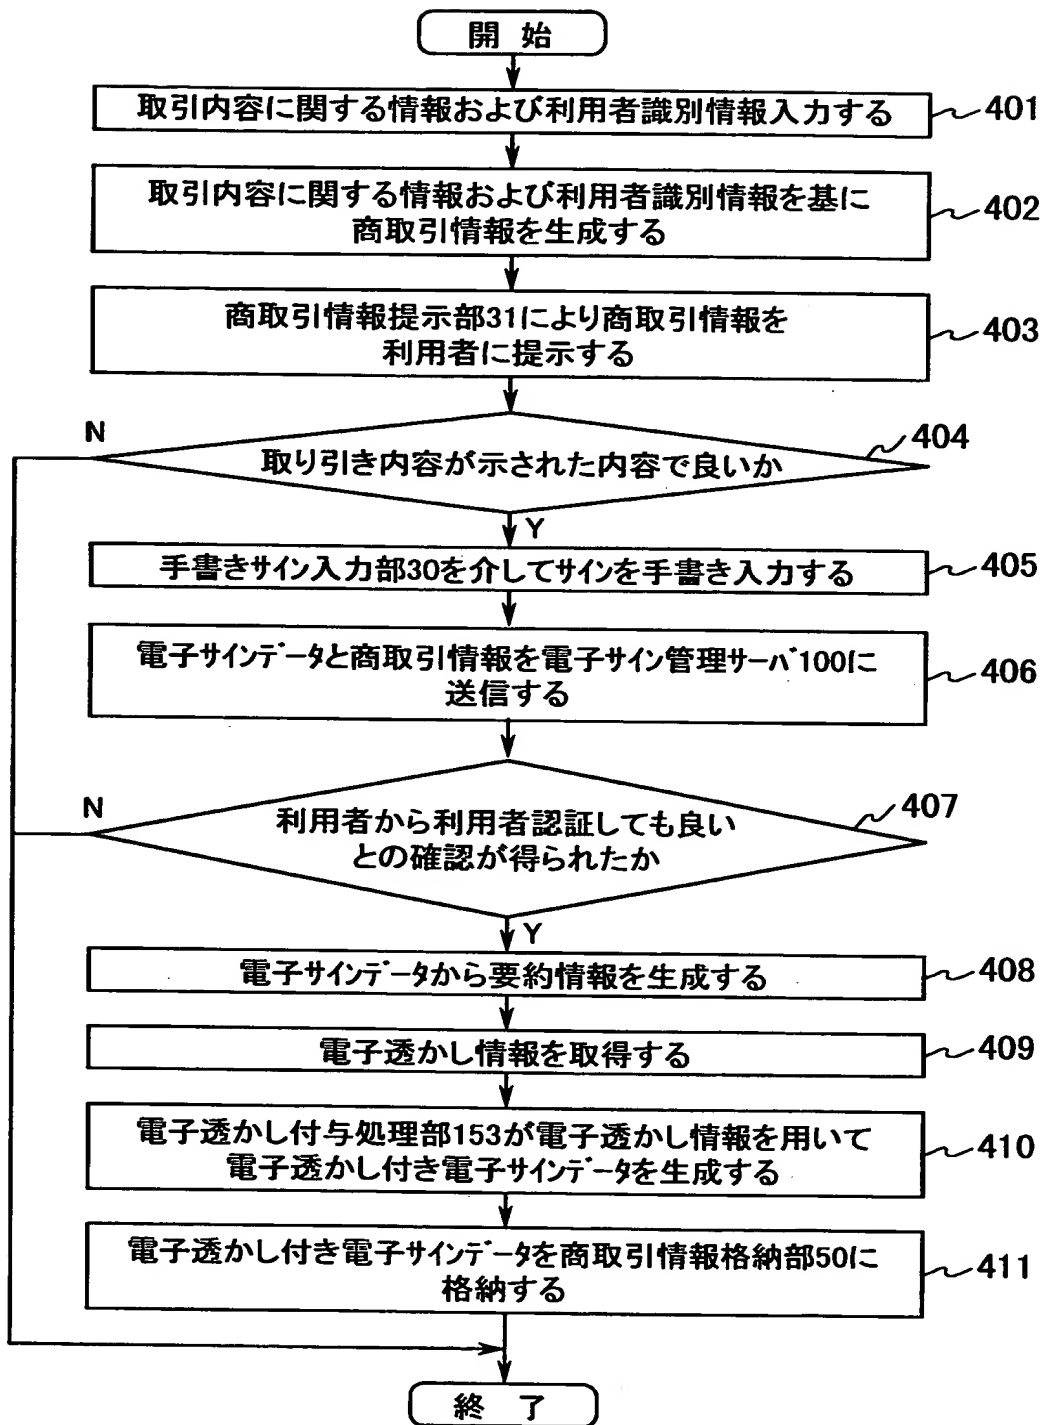 開 始
取引内容に関する情報および利用者識別情報入力する
401
取引内容に関する情報および利用者識別情報を基に
商取引情報を生成する
402
商取引情報提示部31により商取引情報を
利用者に提示する
403
N
取り引き内容が示された内容で良いか
404
Y
手書きサイン入力部30を介してサインを手書き入力する
405
電子サインデータと商取引情報を電子サイン管理サーバ100に
送信する
406
N
利用者から利用者認証しても良い
との確認が得られたか
407
Y
電子サインデータから要約情報を生成する
408
電子透かし情報を取得する
409
電子透かし付与処理部153が電子透かし情報を用いて
電子透かし付き電子サインデータを生成する
410
電子透かし付き電子サインデータを商取引情報格納部50に
格納する
411
終 了